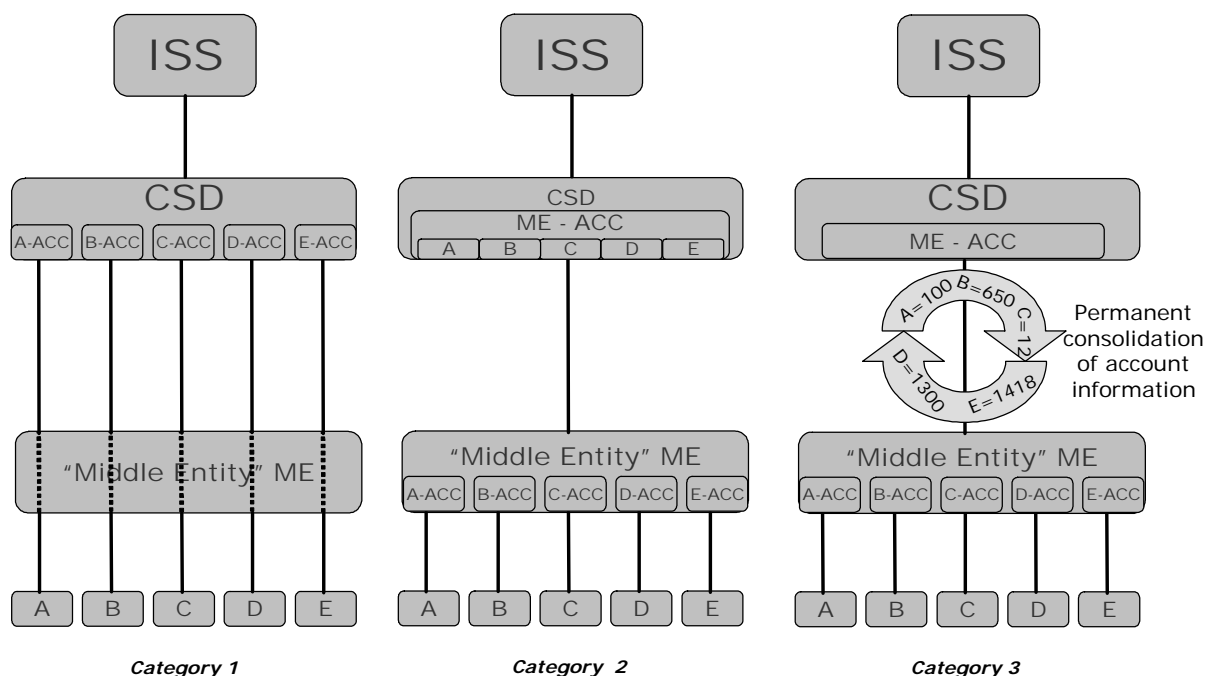 ISS
CSD
A-ACC B-ACC C-ACC D-ACC E-ACC
“Middle Entity” ME
A B C D E
Category 1
ISS
CSD
ME - ACC
A B C D E
“Middle Entity” ME
A-ACC B-ACC C-ACC D-ACC E-ACC
A B C D E
Category 2
ISS
CSD
ME - ACC
A=100 B=650 C=12
D=1300 E=1418
Permanent
consolidation
of account
information
“Middle Entity” ME
A-ACC B-ACC C-ACC D-ACC E-ACC
A B C D E
Category 3